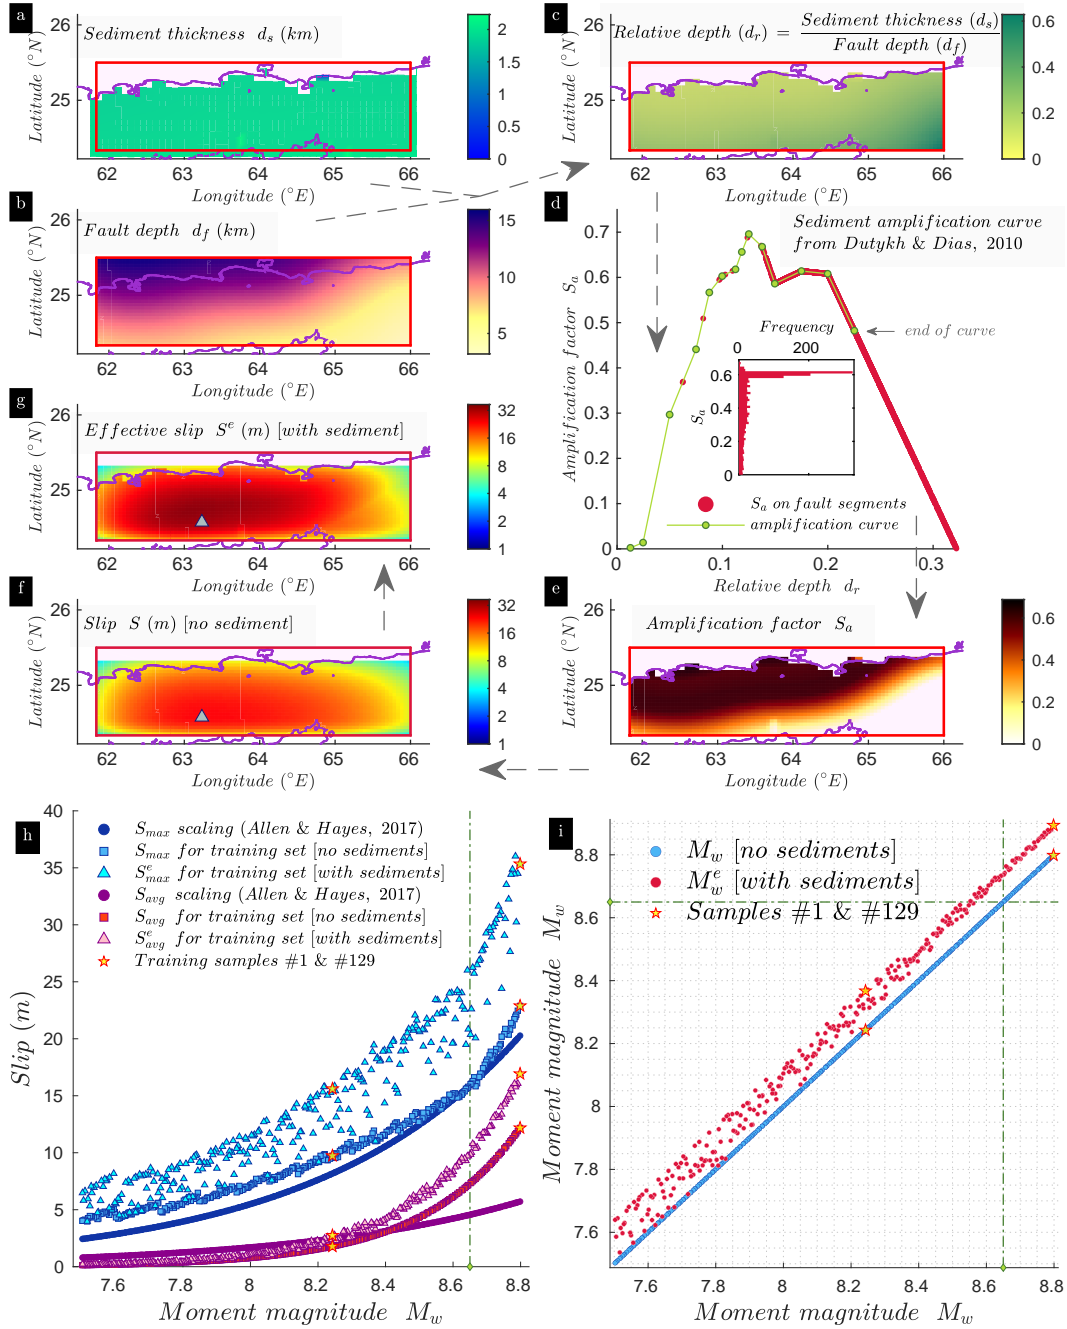 a
Sediment thickness d_s (km)
26
25
Latitude (°N)
62
63
64
65
66
Longitude (°E)
2
1.5
1
0.5
0
c
Relative depth (d_r) = Sediment thickness (d_s)
Fault depth (d_f)
26
25
Latitude (°N)
62
63
64
65
66
Longitude (°E)
0.6
0.4
0.2
0
b
Fault depth d_f (km)
26
25
Latitude (°N)
62
63
64
65
66
Longitude (°E)
15
10
5
d
Sediment amplification curve
from Dutykh & Dias, 2010
Amplification factor S_a
0.7
0.6
0.5
0.4
0.3
0.2
0.1
0
0
0.1
0.2
0.3
Relative depth d_r
end of curve
Frequency
0
200
S_a
0.6
0.4
0.2
0
S_a on fault segments
amplification curve
g
Effective slip S^e (m) [with sediment]
26
25
Latitude (°N)
62
63
64
65
66
Longitude (°E)
32
16
8
4
2
1
f
Slip S (m) [no sediment]
26
25
Latitude (°N)
62
63
64
65
66
Longitude (°E)
32
16
8
4
2
1
e
Amplification factor S_a
26
25
Latitude (°N)
62
63
64
65
66
Longitude (°E)
0.6
0.4
0.2
0
h
S_max scaling (Allen & Hayes, 2017)
S_max for training set [no sediments]
S^e_max for training set [with sediments]
S_avg scaling (Allen & Hayes, 2017)
S_avg for training set [no sediments]
S^e_avg for training set [with sediments]
Training samples #1 & #129
Slip (m)
40
35
30
25
20
15
10
5
0
7.6
7.8
8
8.2
8.4
8.6
8.8
Moment magnitude M_w
i
M_w [no sediments]
M^e_w [with sediments]
Samples #1 & #129
Moment magnitude M_w
8.8
8.6
8.4
8.2
8
7.8
7.6
7.6
7.8
8
8.2
8.4
8.6
8.8
Moment magnitude M_w